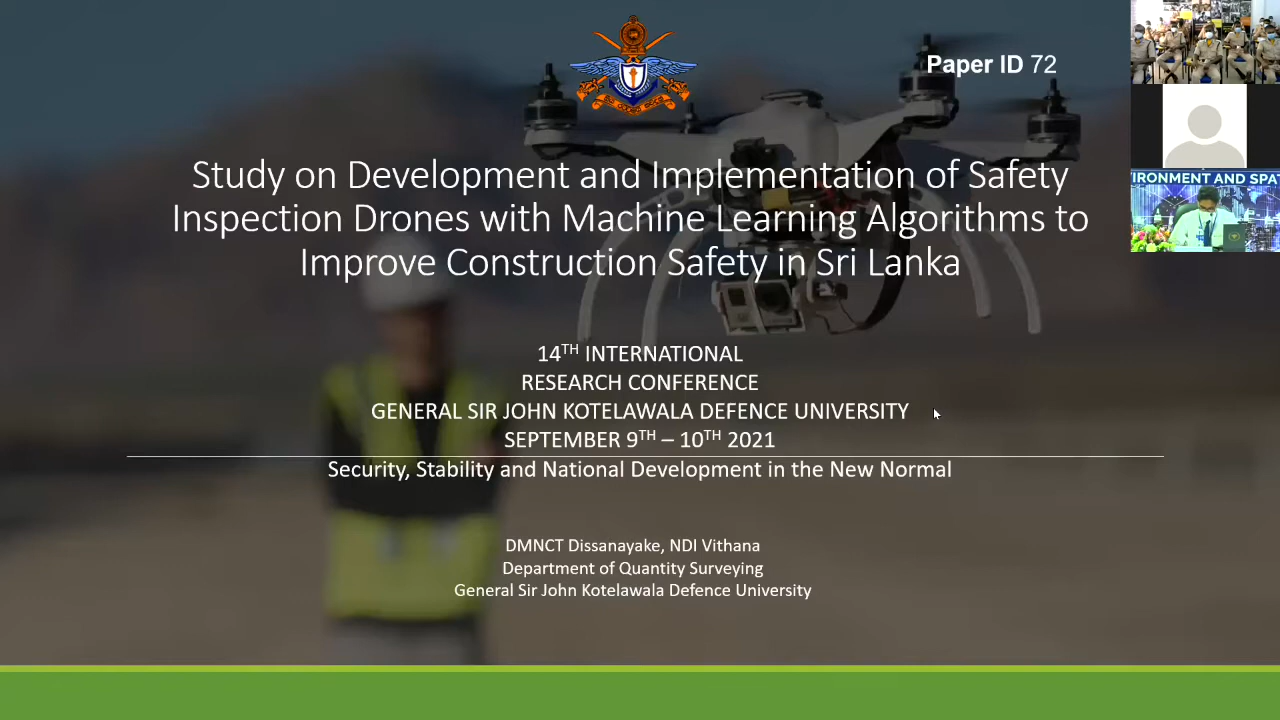 Paper ID 72
IRONMENT AND SPAT
Study on Development and Implementation of Safety
Inspection Drones with Machine Learning Algorithms to
Improve Construction Safety in Sri Lanka
14TH INTERNATIONAL
RESEARCH CONFERENCE
GENERAL SIR JOHN KOTELAWALA DEFENCE UNIVERSITY
SEPTEMBER 9TH – 10TH 2021
Security, Stability and National Development in the New Normal
DMNCT Dissanayake, NDI Vithana
Department of Quantity Surveying
General Sir John Kotelawala Defence University